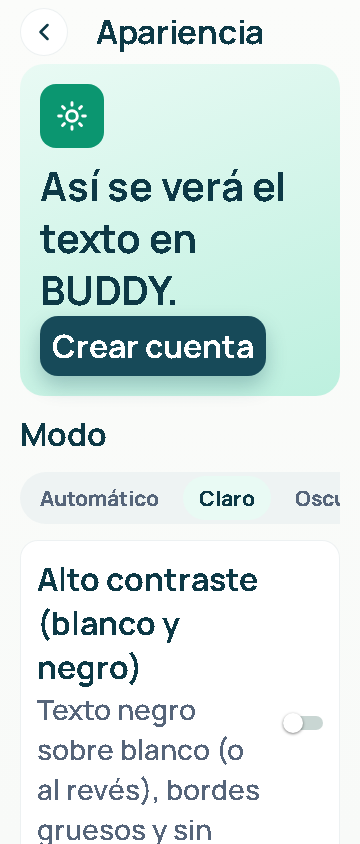 Apariencia
Así se verá el
texto en
BUDDY.
Crear cuenta
Modo
Automático Claro Oscu
Alto contraste
(blanco y
negro)
Texto negro
sobre blanco (o
al revés), bordes
gruesos y sin